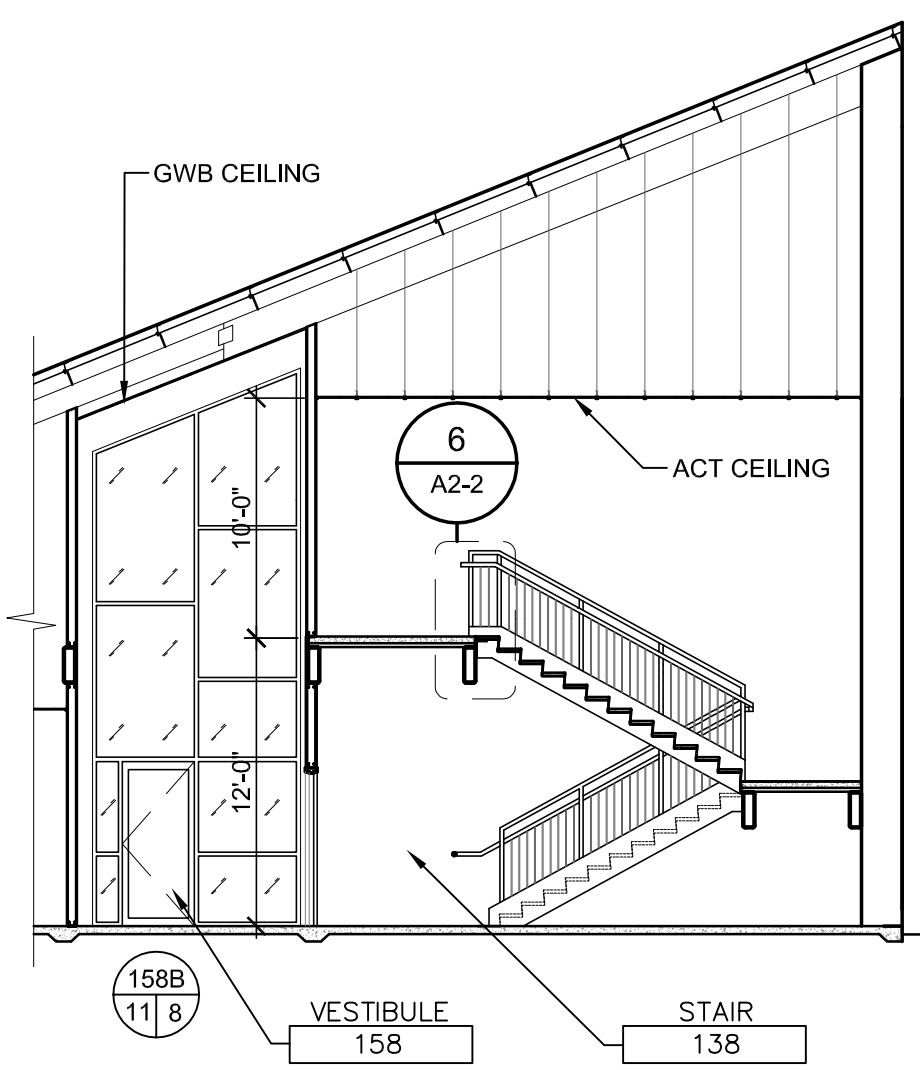 GWB CEILING
6
A2-2
ACT CEILING
10'-0"
12'-0"
158B
11 8
VESTIBULE
158
STAIR
138